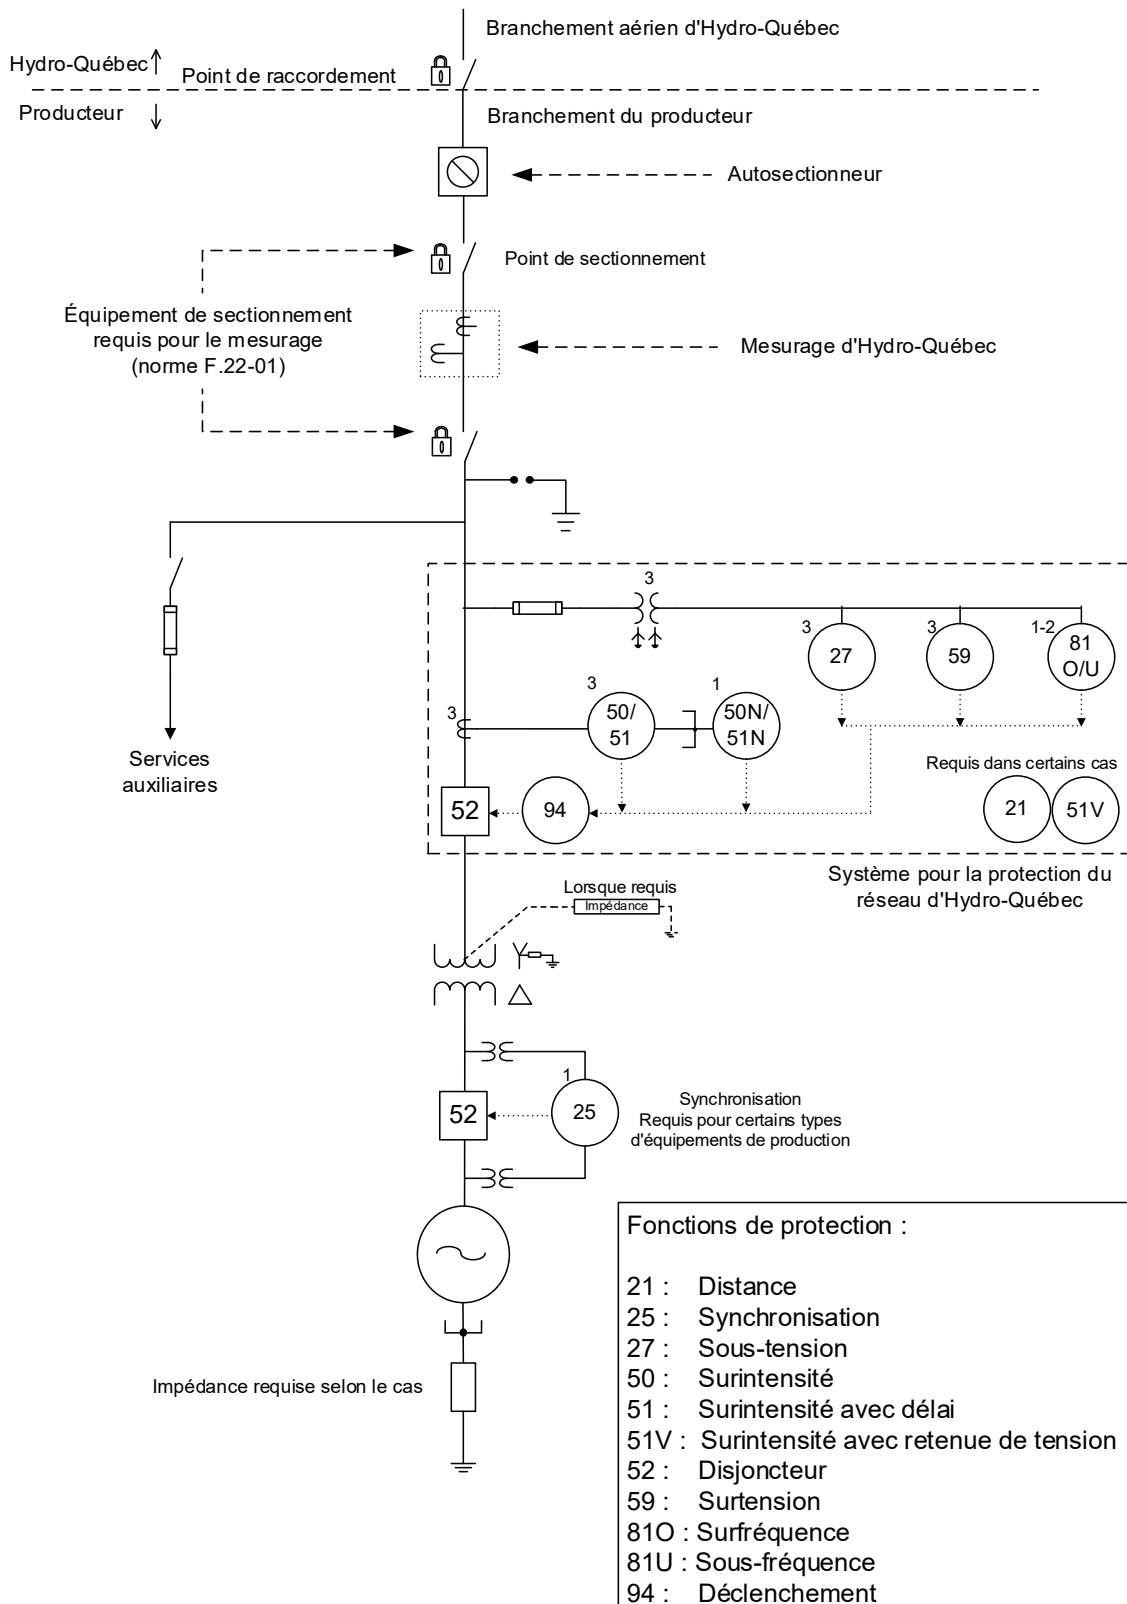 Branchement aérien d'Hydro-Québec
Hydro-Québec
Point de raccordement
Producteur
Branchement du producteur
Autosectionneur
Point de sectionnement
Équipement de sectionnement
requis pour le mesurage
(norme F.22-01)
Mesurage d'Hydro-Québec
3
3
27
3
59
1-2
81
O/U
3
3
50/
51
1
50N/
51N
Services
auxiliaires
Requis dans certains cas
52
94
21
51V
Système pour la protection du
réseau d'Hydro-Québec
Lorsque requis
Impédance
1
52
25
Synchronisation
Requis pour certains types
d'équipements de production
Impédance requise selon le cas
Fonctions de protection :
21 : Distance
25 : Synchronisation
27 : Sous-tension
50 : Surintensité
51 : Surintensité avec délai
51V : Surintensité avec retenue de tension
52 : Disjoncteur
59 : Surtension
81O : Surfréquence
81U : Sous-fréquence
94 : Déclenchement